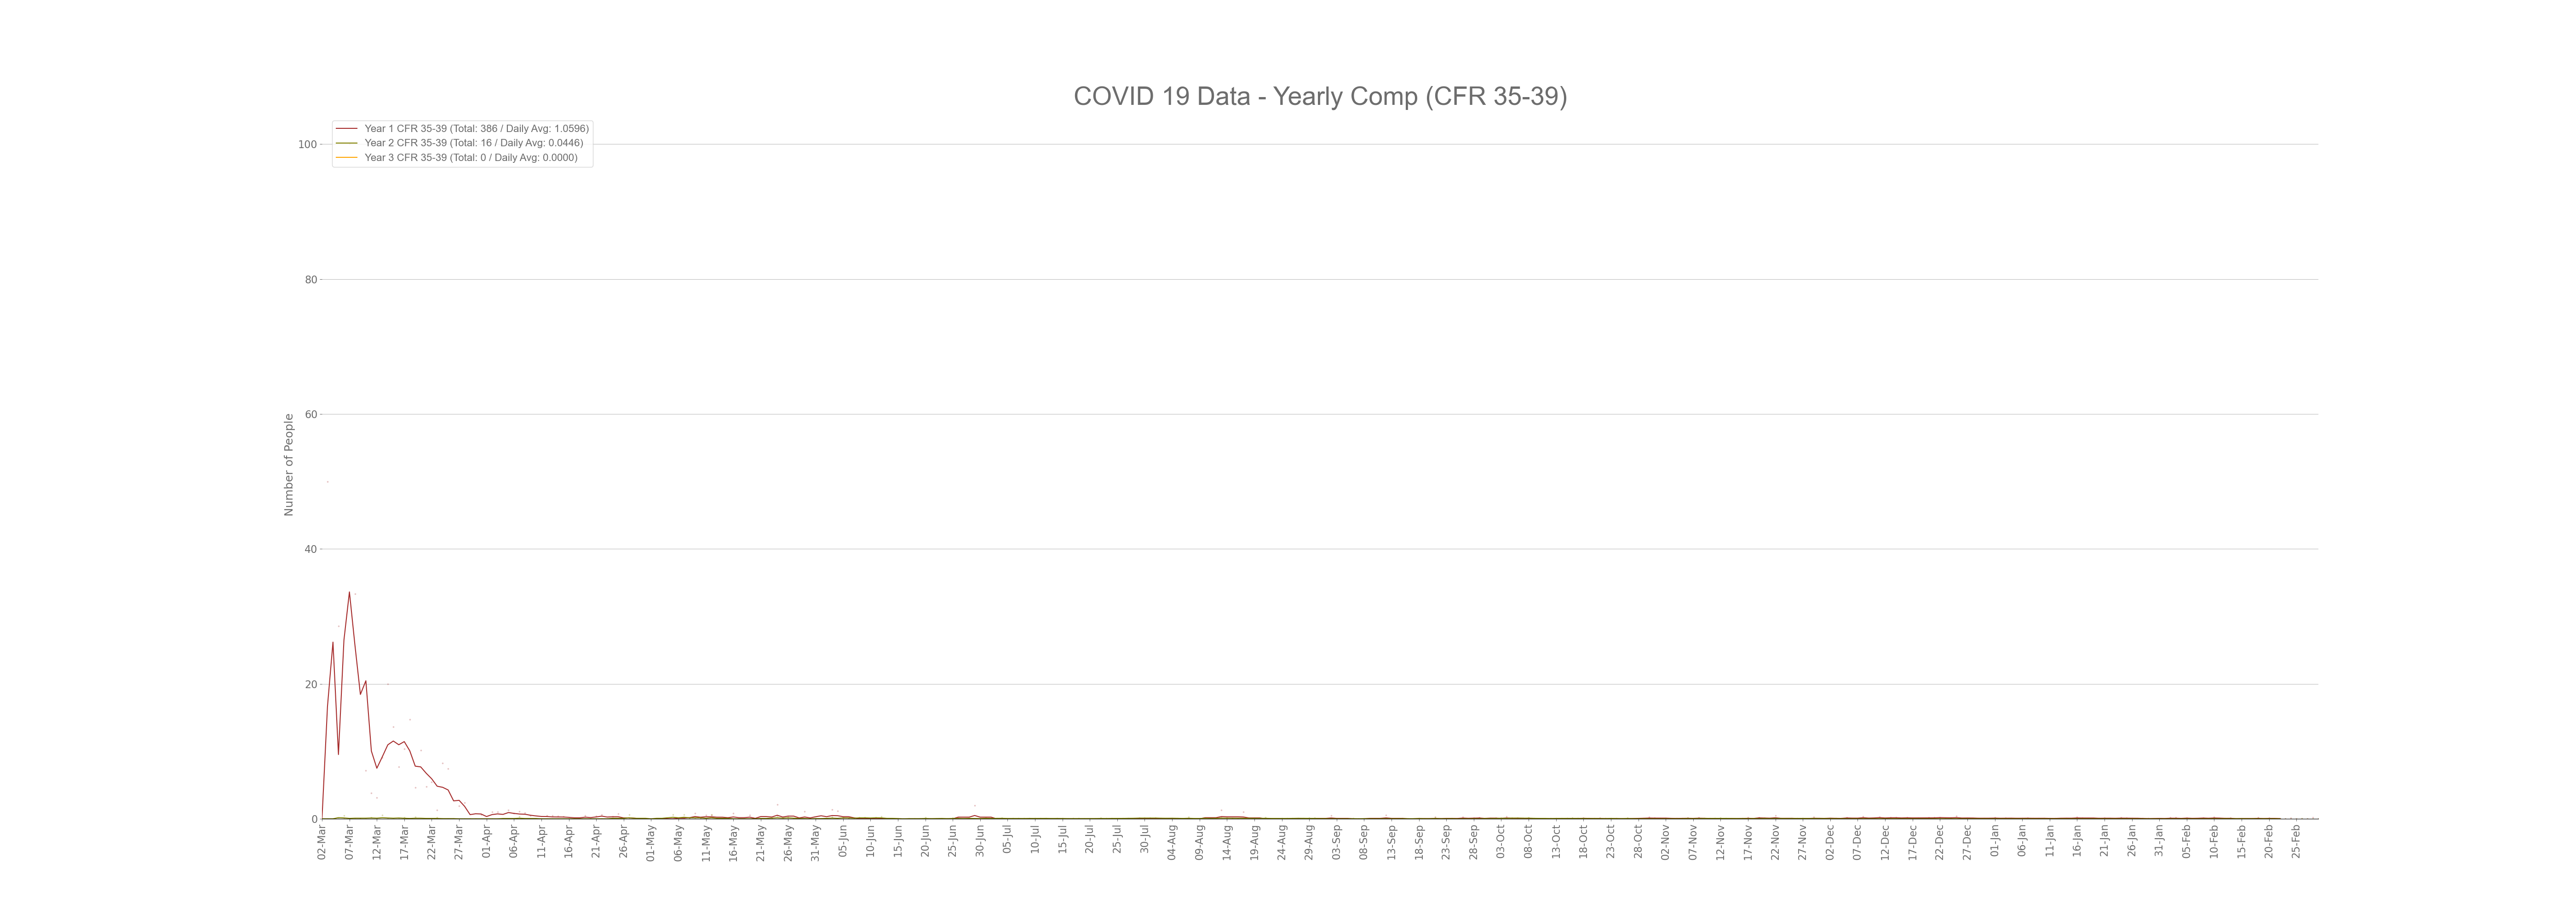 COVID 19 Data - Yearly Comp (CFR 35-39)
Year 1 CFR 35-39 (Total: 386 / Daily Avg: 1.0596)
Year 2 CFR 35-39 (Total: 16 / Daily Avg: 0.0446)
Year 3 CFR 35-39 (Total: 0 / Daily Avg: 0.0000)
100
80
60
40
20
0
Number of People
02-Mar
07-Mar
12-Mar
17-Mar
22-Mar
27-Mar
01-Apr
06-Apr
11-Apr
16-Apr
21-Apr
26-Apr
01-May
06-May
11-May
16-May
21-May
26-May
31-May
05-Jun
10-Jun
15-Jun
20-Jun
25-Jun
30-Jun
05-Jul
10-Jul
15-Jul
20-Jul
25-Jul
30-Jul
04-Aug
09-Aug
14-Aug
19-Aug
24-Aug
29-Aug
03-Sep
08-Sep
13-Sep
18-Sep
23-Sep
28-Sep
03-Oct
08-Oct
13-Oct
18-Oct
23-Oct
28-Oct
02-Nov
07-Nov
12-Nov
17-Nov
22-Nov
27-Nov
02-Dec
07-Dec
12-Dec
17-Dec
22-Dec
27-Dec
01-Jan
06-Jan
11-Jan
16-Jan
21-Jan
26-Jan
31-Jan
05-Feb
10-Feb
15-Feb
20-Feb
25-Feb